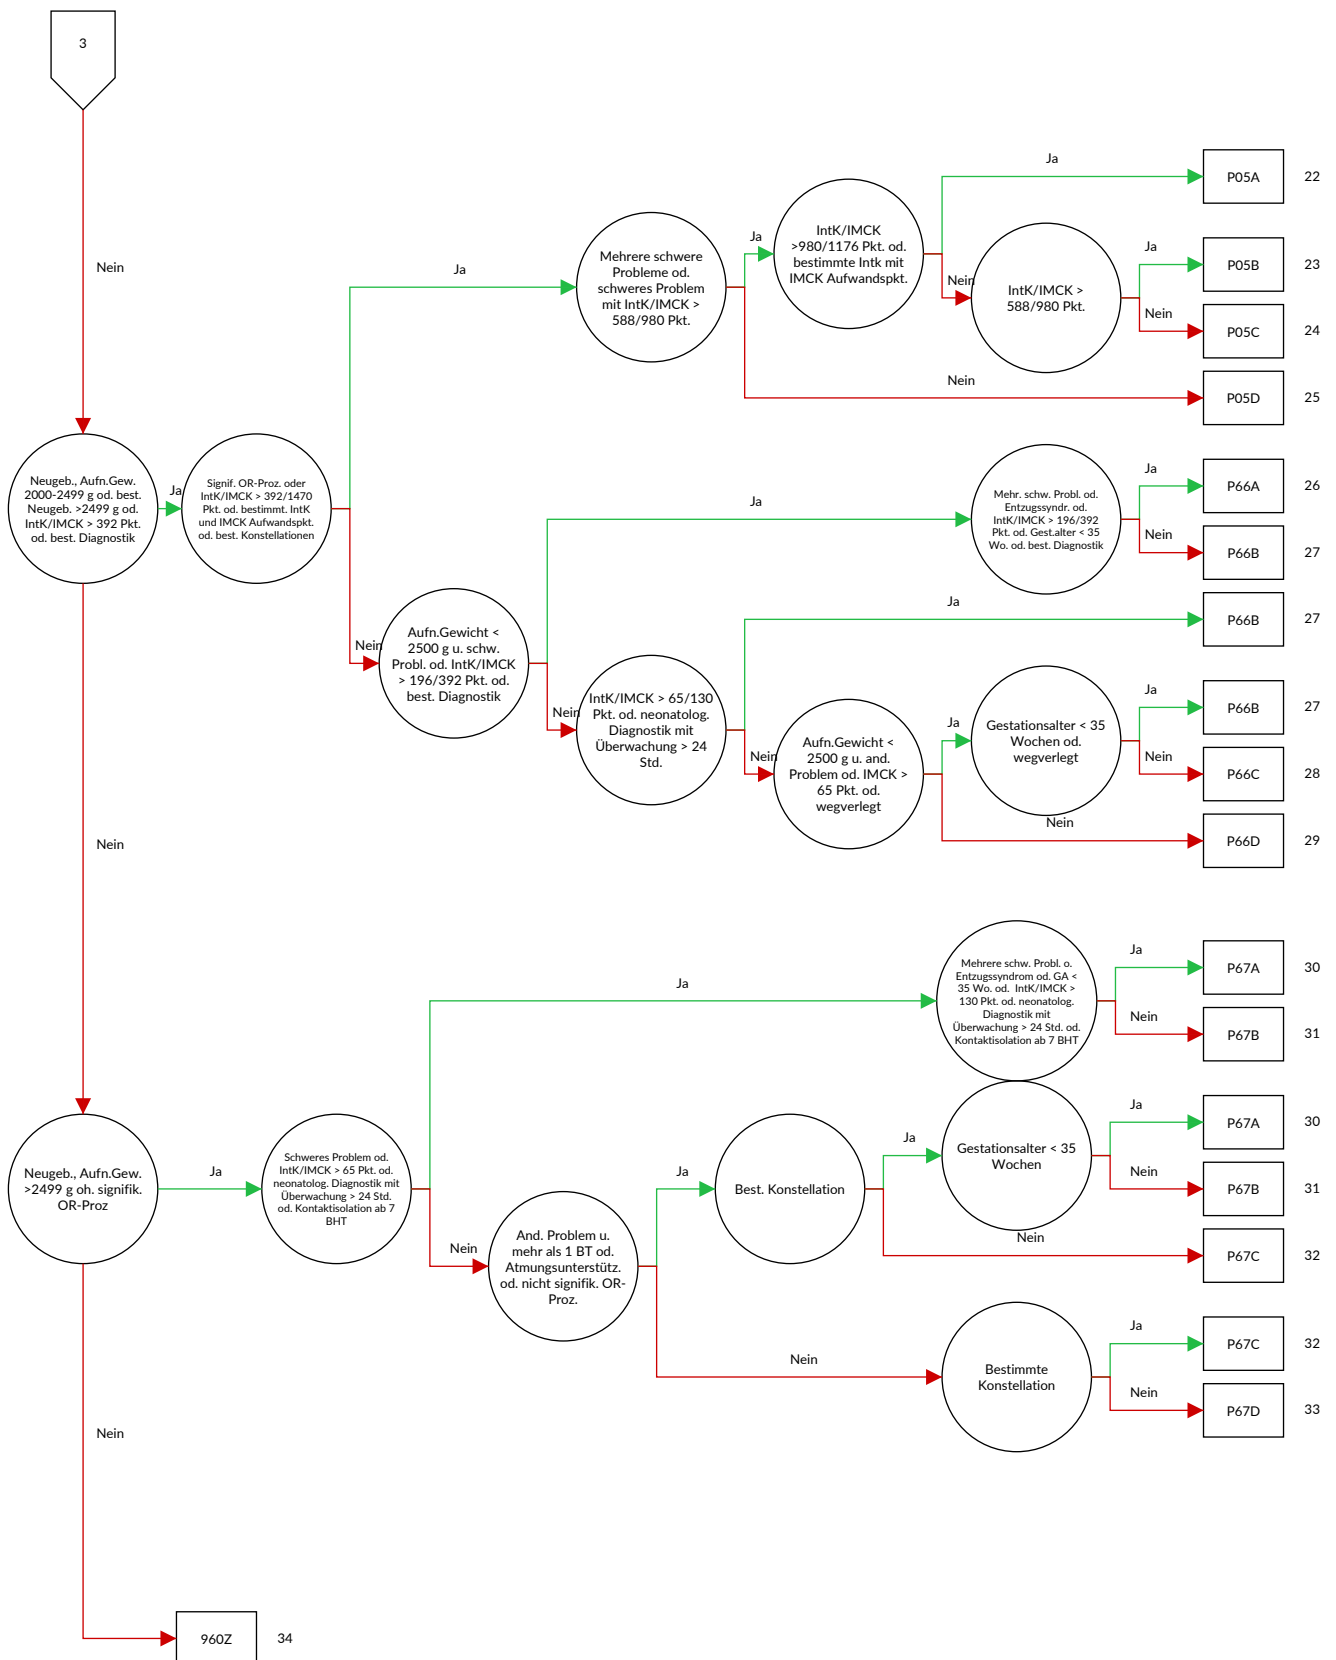 3
Nein
Ja
P05A
22
IntK/IMCK
>980/1176 Pkt. od.
bestimmte Intk mit
IMCK Aufwandspkt.
Mehrere schwere
Probleme od.
schweres Problem
mit IntK/IMCK >
588/980 Pkt.
Ja
Ja
P05B
23
Ja
Nein
IntK/IMCK >
588/980 Pkt.
Nein
P05C
24
Nein
P05D
25
Neugeb., Aufn.Gew.
2000-2499 g od. best.
Neugeb. >2499 g od.
IntK/IMCK > 392 Pkt.
od. best. Diagnostik
Ja
Signif. OR-Proz. oder
IntK/IMCK > 392/1470
Pkt. od. bestimmt. IntK
und IMCK Aufwandspkt.
od. best. Konstellationen
Ja
Mehr. schw. Probl. od.
Entzugssyndr. od.
IntK/IMCK > 196/392
Pkt. od. Gest.alter < 35
Wo. od. best. Diagnostik
Ja
P66A
26
Nein
P66B
27
Nein
Aufn.Gewicht <
2500 g u. schw.
Probl. od. IntK/IMCK
> 196/392 Pkt. od.
best. Diagnostik
Ja
P66B
27
Nein
IntK/IMCK > 65/130
Pkt. od. neonatolog.
Diagnostik mit
Überwachung > 24
Std.
Nein
Aufn.Gewicht <
2500 g u. and.
Problem od. IMCK >
65 Pkt. od.
wegverlegt
Ja
Gestationsalter < 35
Wochen od.
wegverlegt
Ja
P66B
27
Nein
P66C
28
Nein
P66D
29
Nein
Ja
Mehrere schw. Probl. o.
Entzugssyndrom od. GA <
35 Wo. od. IntK/IMCK >
130 Pkt. od. neonatolog.
Diagnostik mit
Überwachung > 24 Std. od.
Kontaktisolation ab 7 BHT
Ja
P67A
30
Nein
P67B
31
Neugeb., Aufn.Gew.
>2499 g oh. signifik.
OR-Proz
Ja
Schweres Problem od.
IntK/IMCK > 65 Pkt. od.
neonatolog. Diagnostik mit
Überwachung > 24 Std.
od. Kontaktisolation ab 7
BHT
Nein
And. Problem u.
mehr als 1 BT od.
Atmungsunterstütz.
od. nicht signifik. OR-
Proz.
Ja
Best. Konstellation
Ja
Gestationsalter < 35
Wochen
Ja
P67A
30
Nein
P67B
31
Nein
P67C
32
Nein
Bestimmte
Konstellation
Ja
P67C
32
Nein
P67D
33
Nein
960Z
34